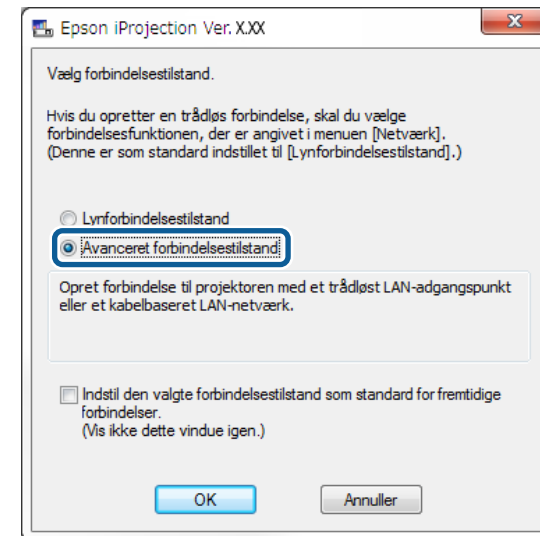 Epson iProjection Ver. X.XX
Vælg forbindelsestilstand.
Hvis du opretter en trådløs forbindelse, skal du vælge
forbindelsesfunktionen, der er angivet i menuen [Netværk].
(Denne er som standard indstillet til [Lynforbindelsestilstand].)
Lynforbindelsestilstand
Avanceret forbindelsestilstand
Opret forbindelse til projektoren med et trådløst LAN-adgangspunkt
eller et kabelbaseret LAN-netværk.
Indstil den valgte forbindelsestilstand som standard for fremtidige
forbindelser.
(Vis ikke dette vindue igen.)
OK Annuller